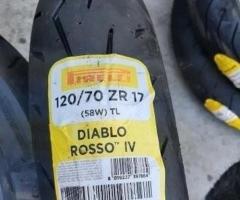 PIRELLI
120/70 ZR 17
(58W) TL
DIABLO
ROSSO™ IV